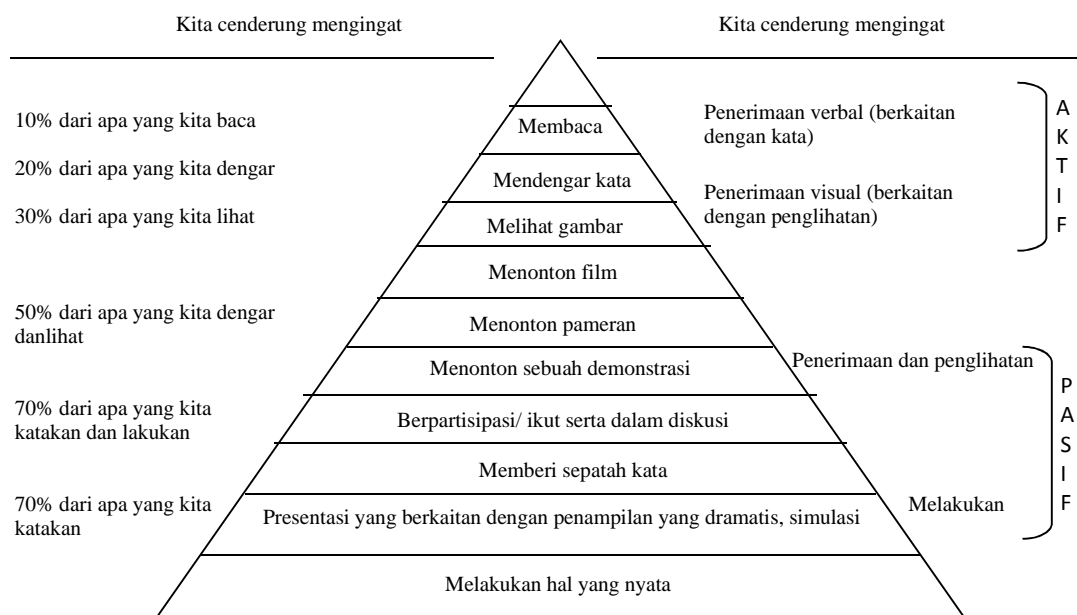 Kita cenderung mengingat
Kita cenderung mengingat
10% dari apa yang kita baca
20% dari apa yang kita dengar
30% dari apa yang kita lihat
50% dari apa yang kita dengar
danlihat
70% dari apa yang kita
katakan dan lakukan
70% dari apa yang kita
katakan
Membaca
Mendengar kata
Melihat gambar
Menonton film
Menonton pameran
Menonton sebuah demonstrasi
Berpartisipasi/ ikut serta dalam diskusi
Memberi sepatah kata
Presentasi yang berkaitan dengan penampilan yang dramatis, simulasi
Melakukan hal yang nyata
Penerimaan verbal (berkaitan
dengan kata)
Penerimaan visual (berkaitan
dengan penglihatan)
Penerimaan dan penglihatan
Melakukan
A
K
T
I
F
P
A
S
I
F